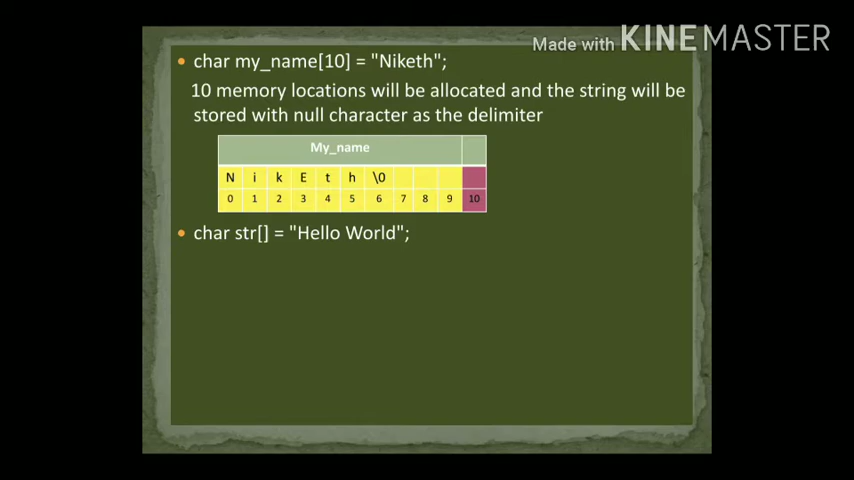 Made with KINEMASTER
• char my_name[10] = "Niketh";
10 memory locations will be allocated and the string will be
stored with null character as the delimiter
My_name
N i k E t h \0
0 1 2 3 4 5 6 7 8 9 10
• char str[] = "Hello World";